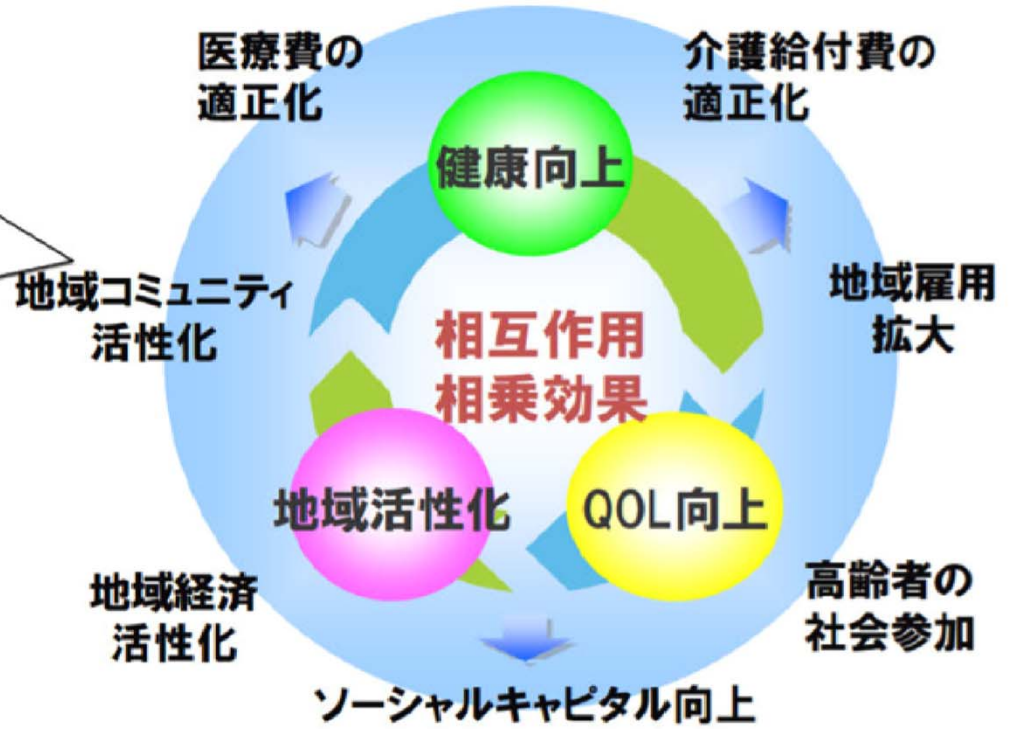 医療費の
適正化
介護給付費の
適正化
健康向上
地域コミュニティ
活性化
地域雇用
拡大
相互作用
相乗効果
地域活性化
QOL向上
地域経済
活性化
高齢者の
社会参加
ソーシャルキャピタル向上